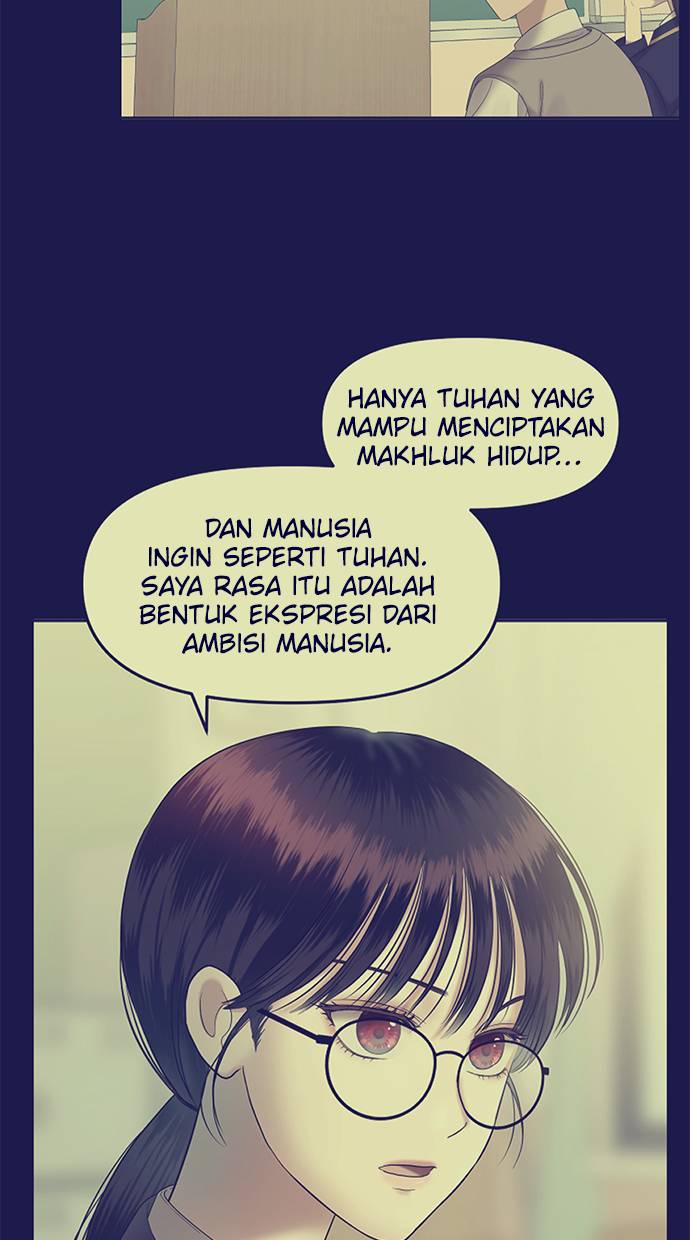 HANYA TUHAN YANG
MAMPU MENCIPTAKAN
MAKHLUK HIDUP...
DAN MANUSIA
INGIN SEPERTI TUHAN.
SAYA RASA ITU ADALAH
BENTUK EKSPRESI DARI
AMBISI MANUSIA.